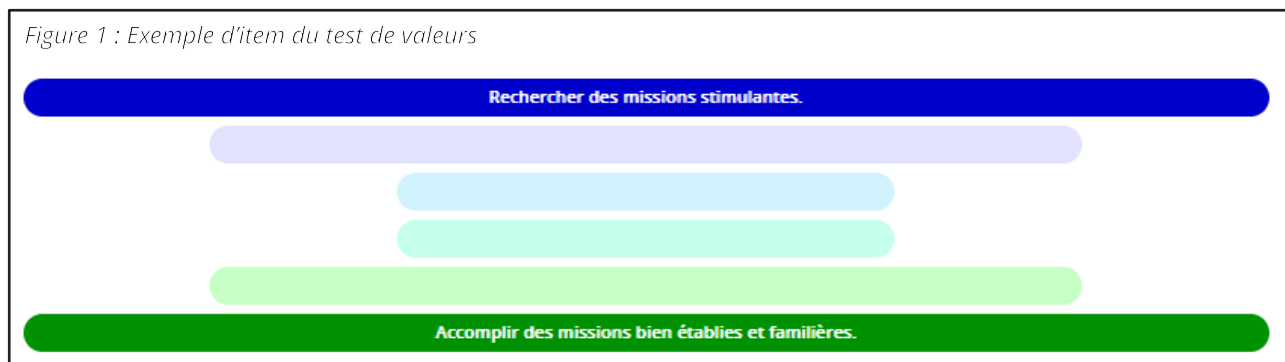 Figure 1 : Exemple d'item du test de valeurs
Rechercher des missions stimulantes.
Accomplir des missions bien établies et familières.